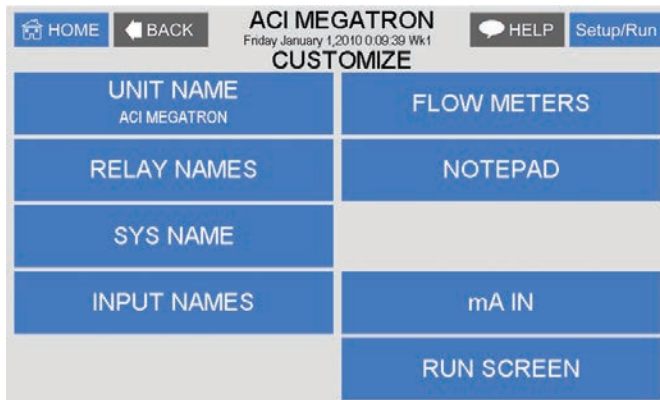 HOME
BACK
ACI MEGATRON
Friday January 1,2010 0:09:39 Wk1
CUSTOMIZE
HELP
Setup/Run
UNIT NAME
ACI MEGATRON
FLOW METERS
RELAY NAMES
NOTEPAD
SYS NAME
INPUT NAMES
mA IN
RUN SCREEN